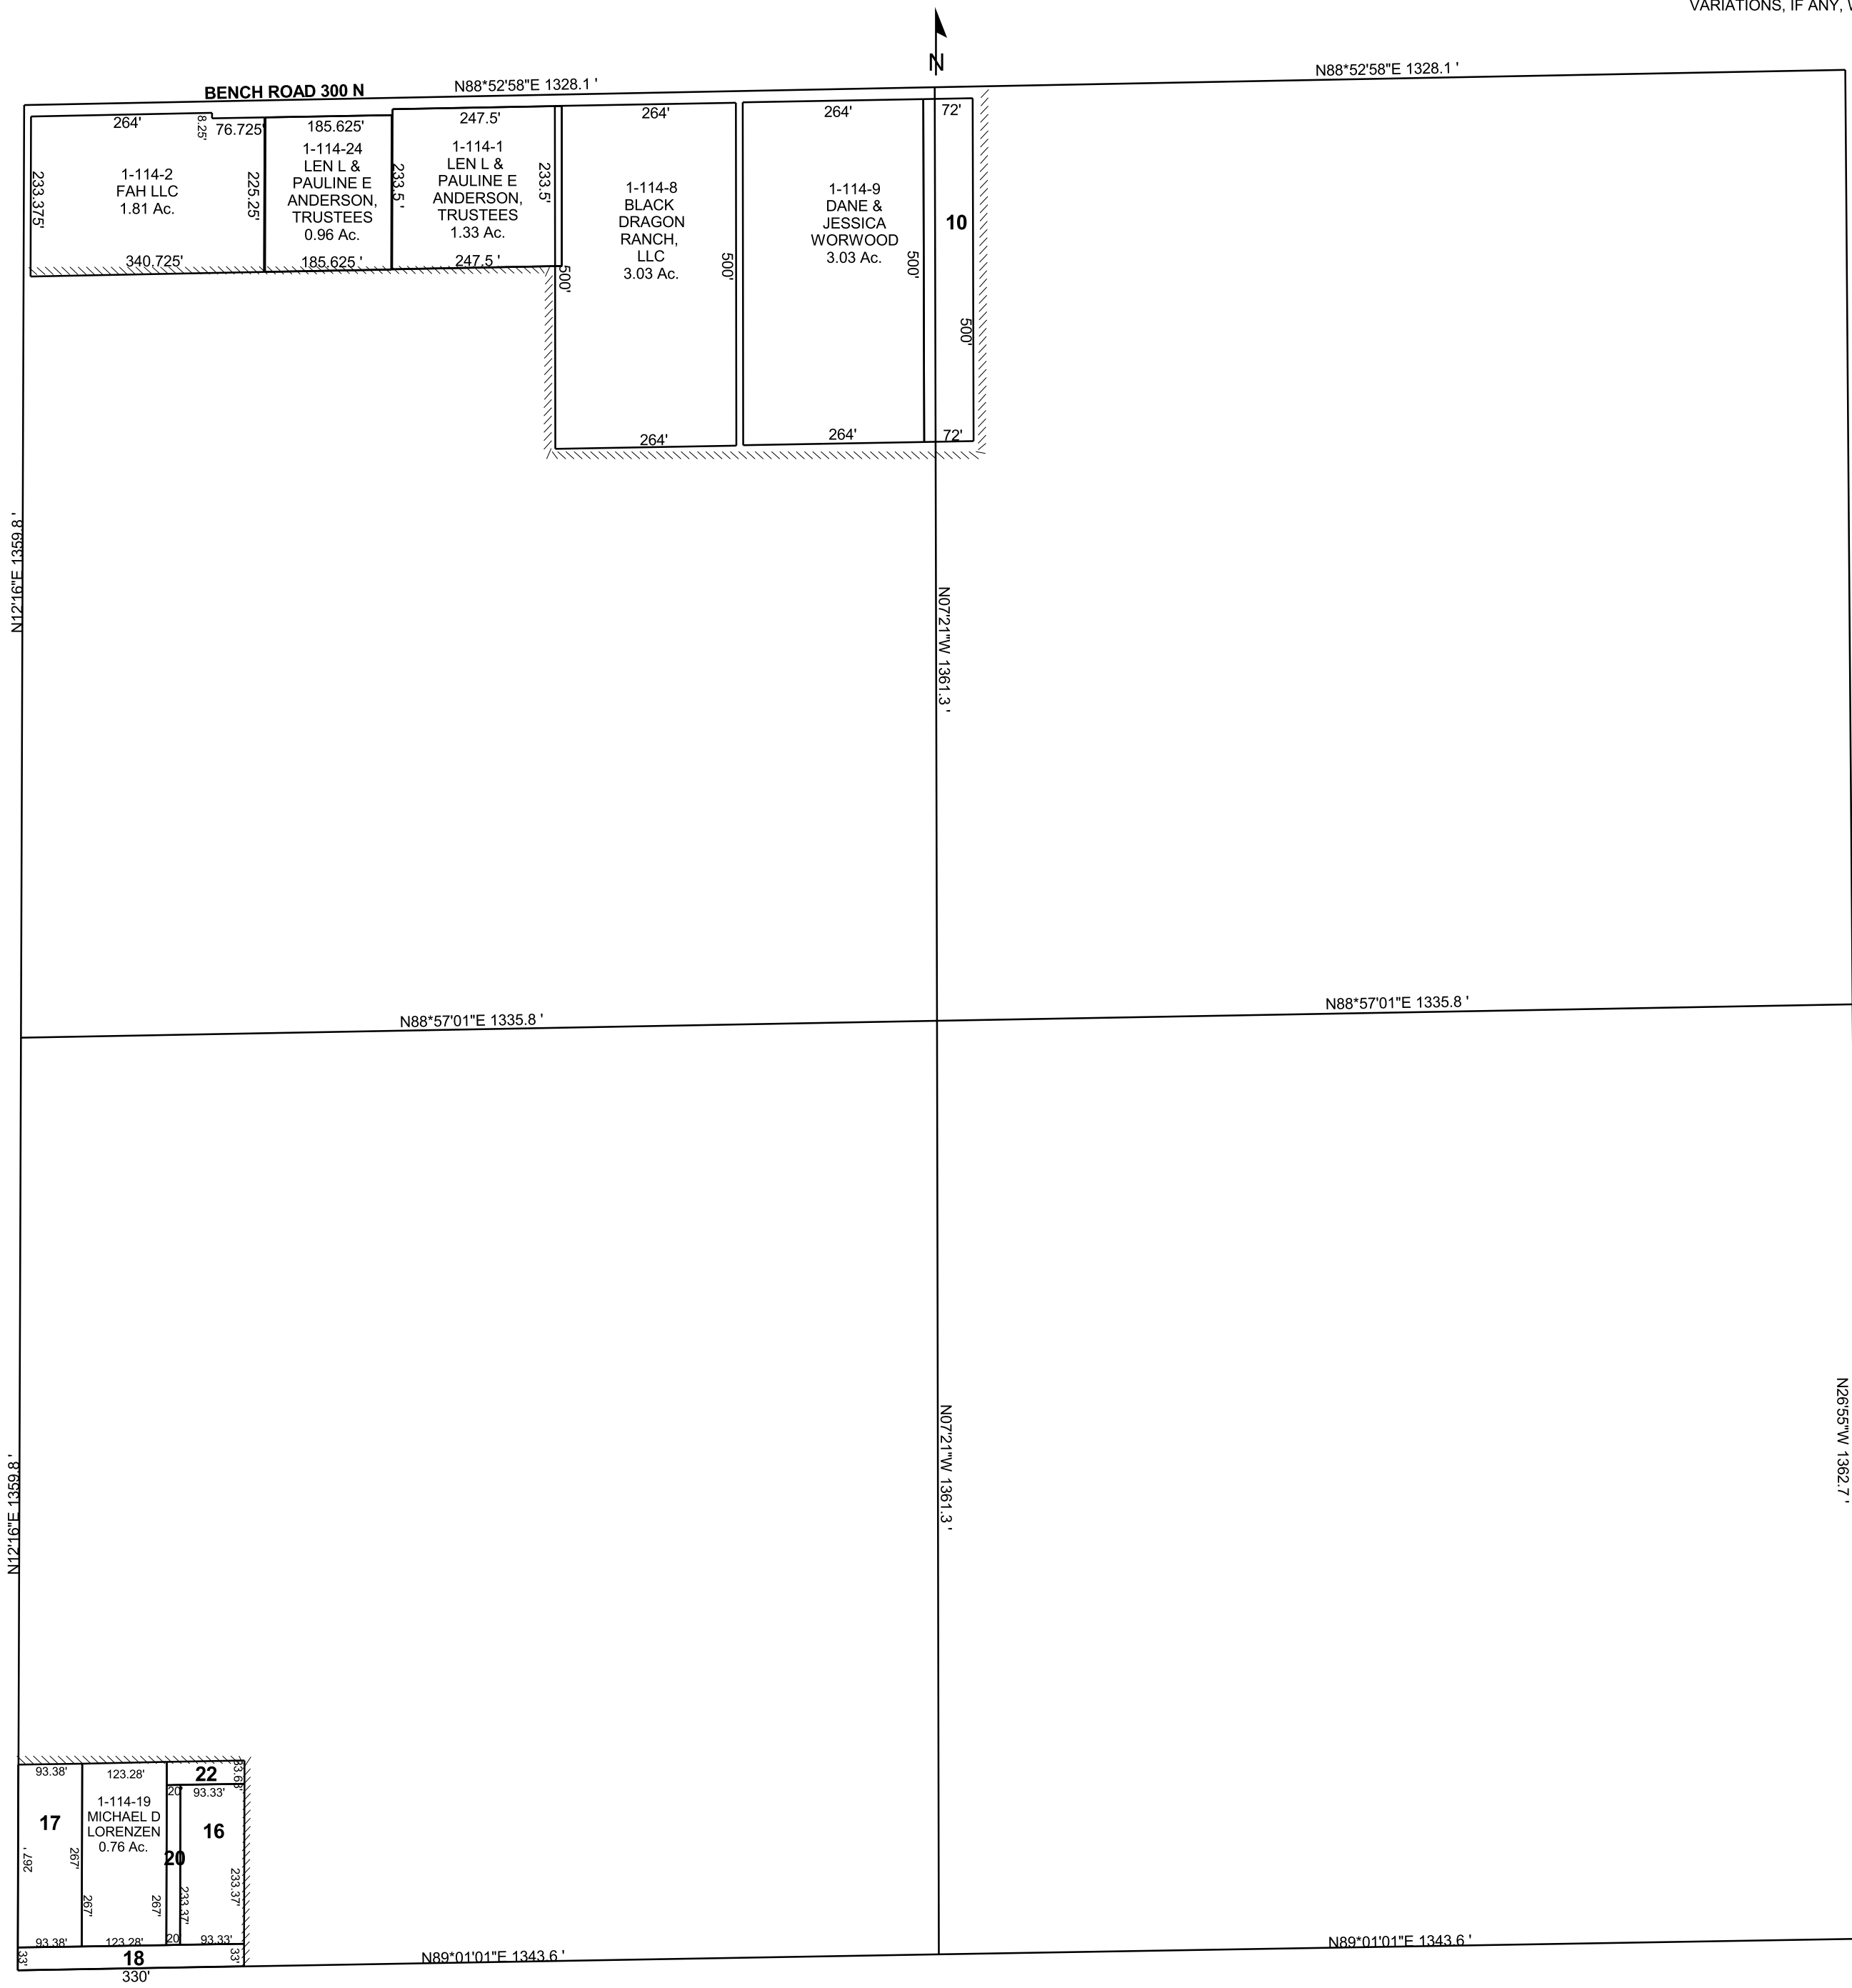 VARIATIONS, IF ANY, W
N
N88*52'58"E 1328.1 '
N88*52'58"E 1328.1 '
BENCH ROAD 300 N
264'
8.25'
76.725'
185.625'
247.5'
264'
264'
72'
1-114-2
FAH LLC
1.81 Ac.
233.375'
225.25'
340.725'
1-114-24
LEN L &
PAULINE E
ANDERSON,
TRUSTEES
0.96 Ac.
185.625 '
233.5 '
1-114-1
LEN L &
PAULINE E
ANDERSON,
TRUSTEES
1.33 Ac.
247.5 '
233.5'
500'
1-114-8
BLACK
DRAGON
RANCH,
LLC
3.03 Ac.
500'
264'
1-114-9
DANE &
JESSICA
WORWOOD
3.03 Ac.
500'
264'
10
500'
72'
N12'16"E 1359.8 '
N07'21"W 1361.3 '
N88*57'01"E 1335.8 '
N88*57'01"E 1335.8 '
N12'16"E 1359.8 '
N07'21"W 1361.3 '
N26'55"W 1362.7 '
93.38'
123.28'
22
33.63'
20'
93.33'
17
1-114-19
MICHAEL D
LORENZEN
0.76 Ac.
16
20
267 '
267'
267'
267'
233.37'
233.37'
93.38'
123.28'
20'
93.33'
33'
18
33'
330'
N89*01'01"E 1343.6 '
N89*01'01"E 1343.6 '